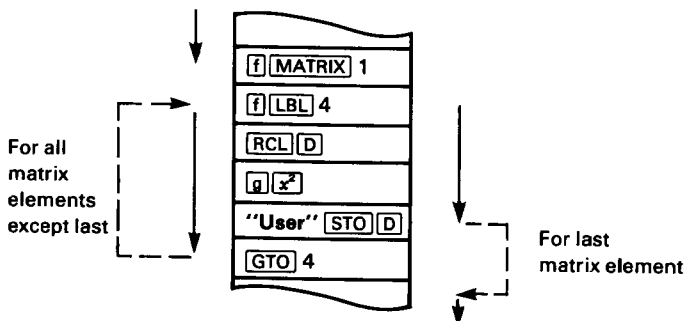 f MATRIX 1
f LBL 4
RCL D
g x²
"User" STO D
GTO 4
For all
matrix
elements
except last
For last
matrix element